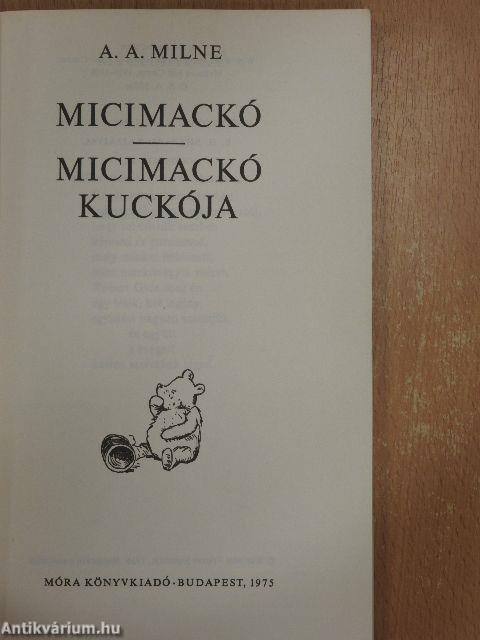 A. A. MILNE
MICIMACKÓ
MICIMACKÓ
KUCKÓJA
MÓRA KÖNYVKIADÓ · BUDAPEST, 1975
Antikvárium.hu